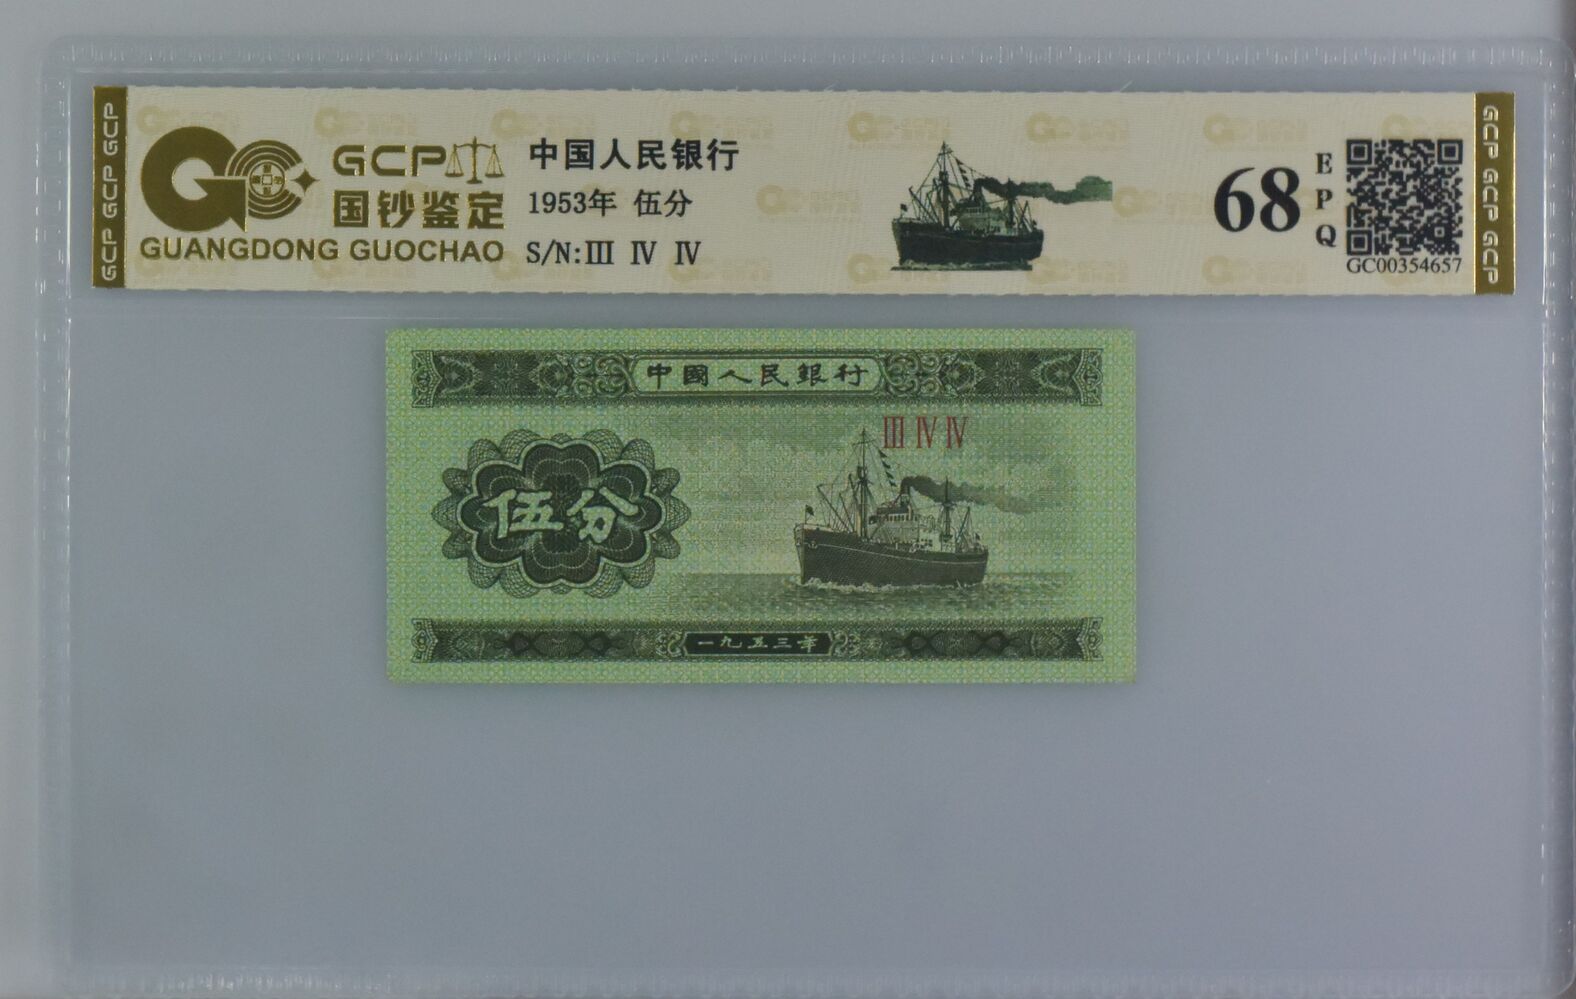 GCP GCP GCP
GCP
国钞鉴定
GUANGDONG GUOCHAO
中国人民银行
1953年 伍分
S/N:Ⅲ Ⅳ Ⅳ
68
EPQ
GC00354657
GCP GCP GCP
中國人民銀行
Ⅲ Ⅳ Ⅳ
伍分
一九五三年